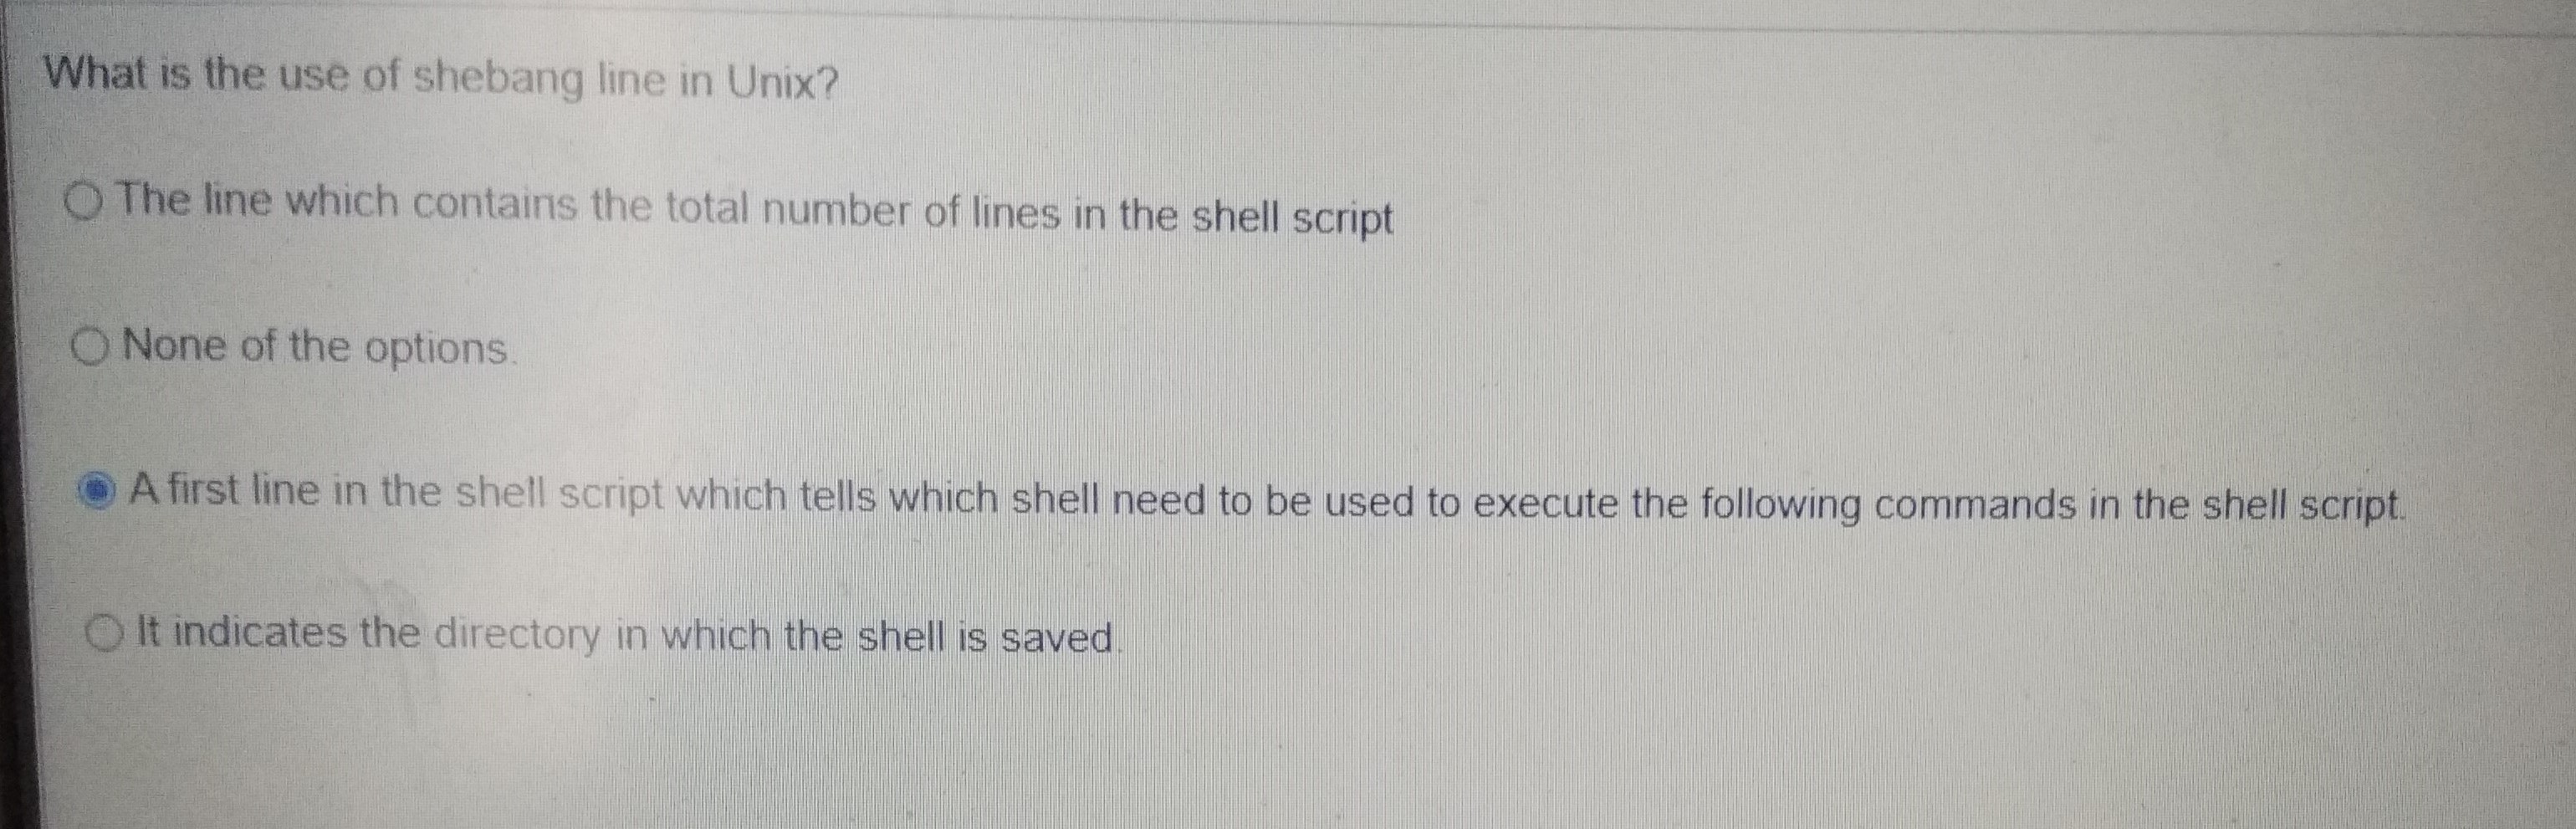 What is the use of shebang line in Unix?
The line which contains the total number of lines in the shell script
None of the options.
A first line in the shell script which tells which shell need to be used to execute the following commands in the shell script.
It indicates the directory in which the shell is saved.